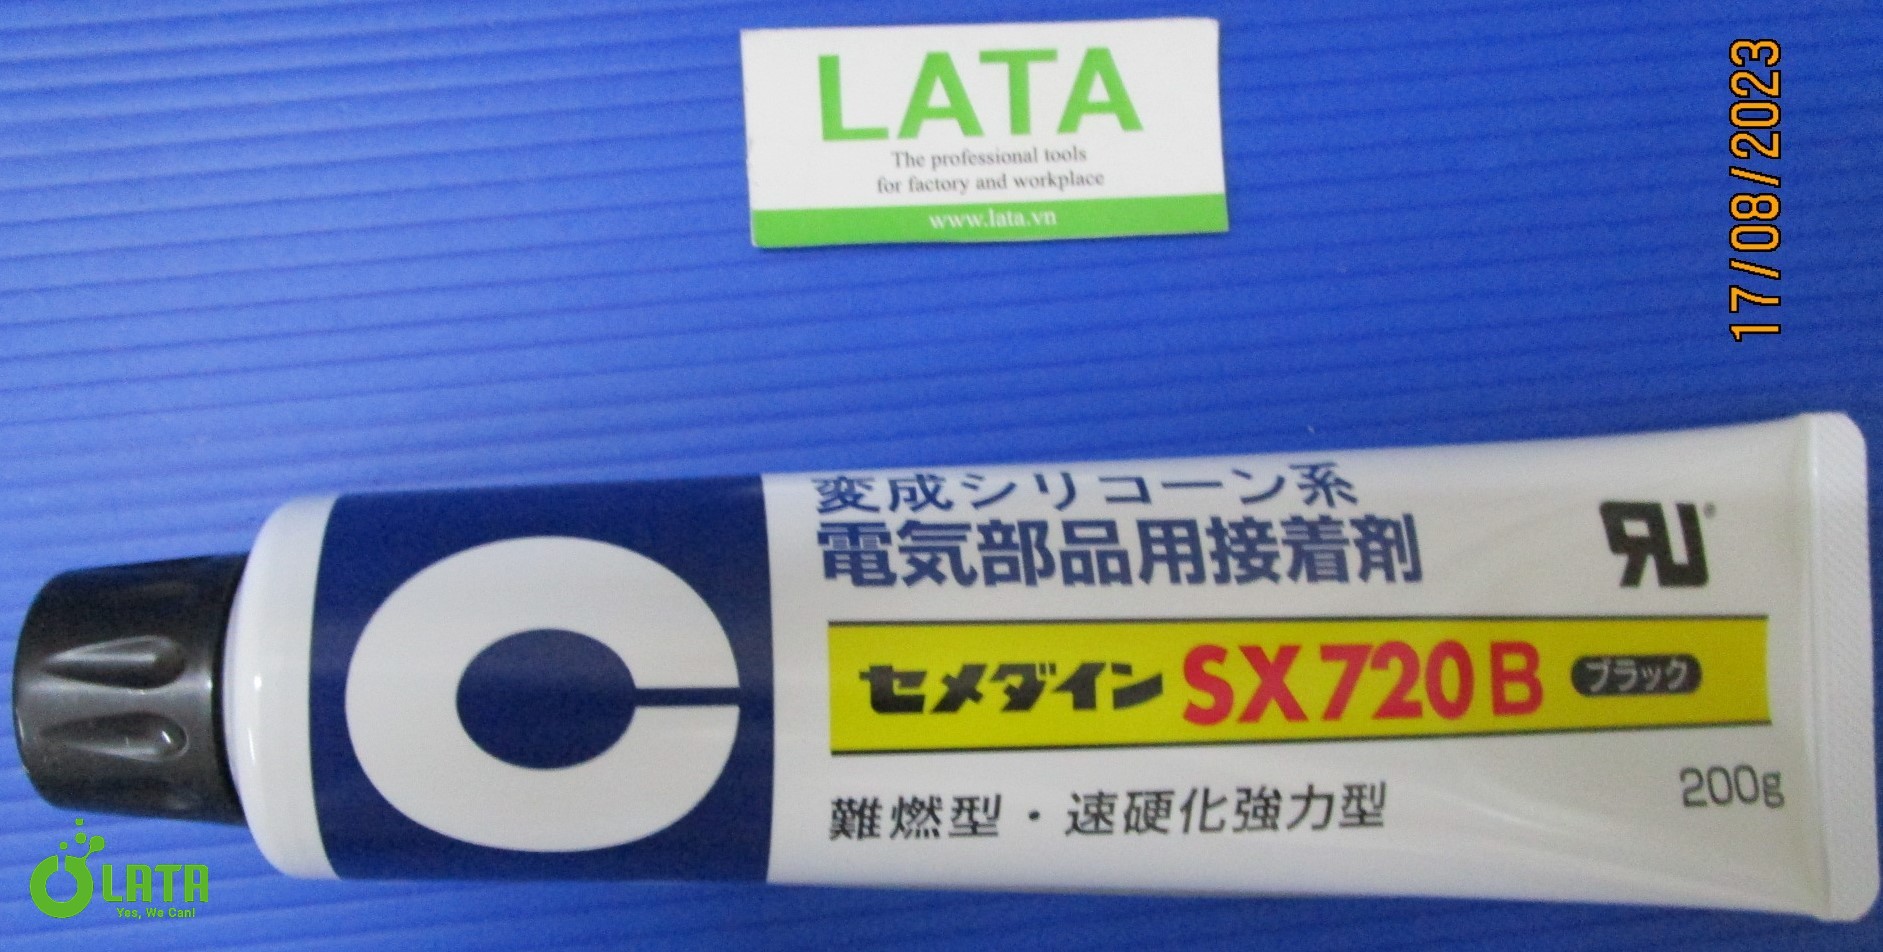 LATA
The professional tools
for factory and workplace
www.lata.vn
17/08/2023
変成シリコーン系
電気部品用接着剤
RU®
セメダイン SX720B ブラック
200g
難燃型・速硬化強力型
C
LATA
Yes, We Can!